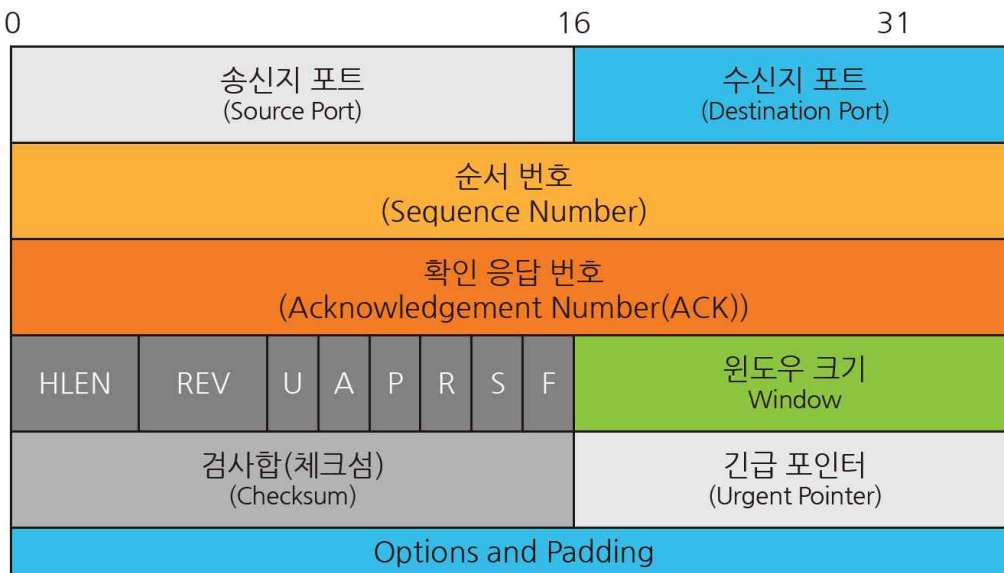 0 16 31
송신지 포트
(Source Port)
수신지 포트
(Destination Port)
순서 번호
(Sequence Number)
확인 응답 번호
(Acknowledgement Number(ACK))
HLEN REV U A P R S F
윈도우 크기
Window
검사합(체크섬)
(Checksum)
긴급 포인터
(Urgent Pointer)
Options and Padding